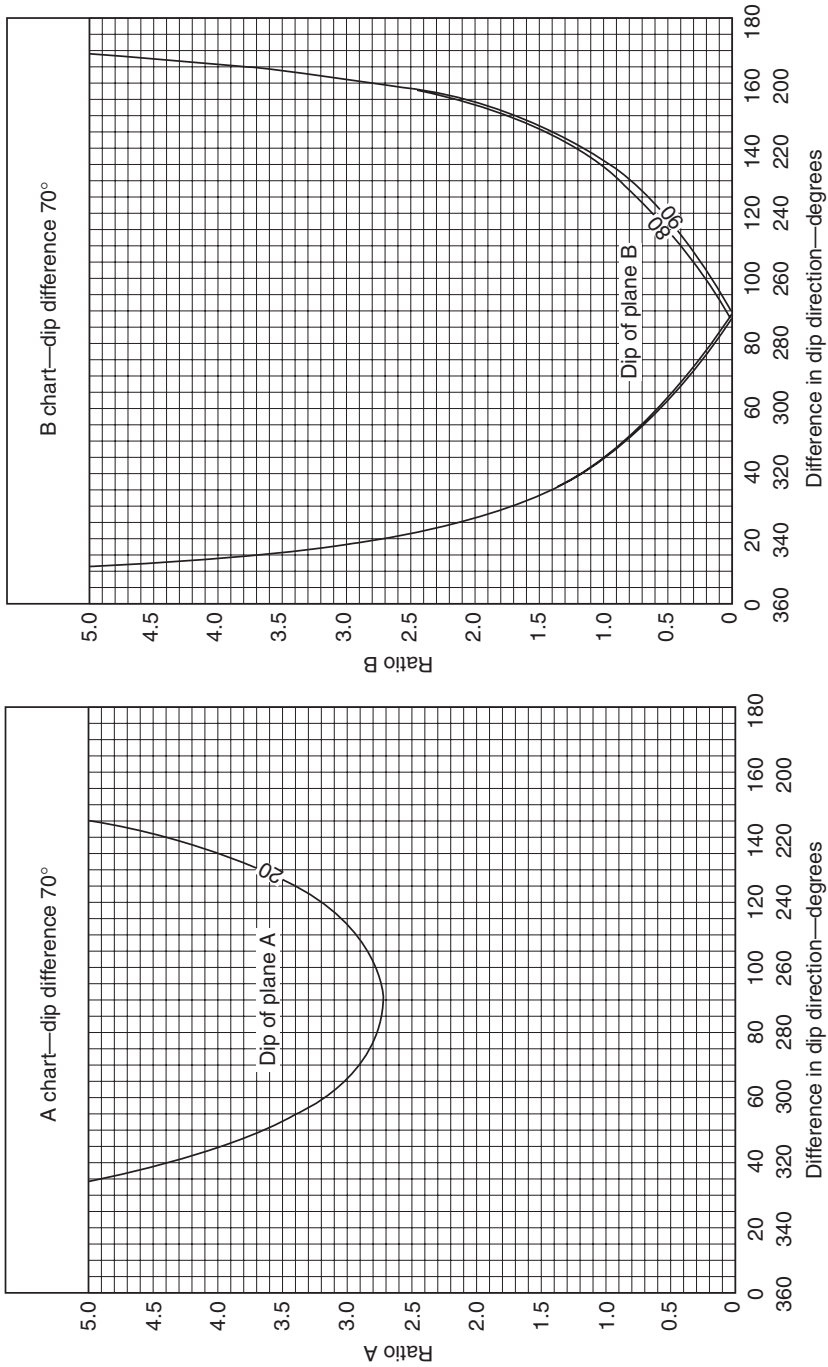 A chart—dip difference 70°
5.0
4.5
4.0
3.5
3.0
2.5
2.0
1.5
1.0
0.5
0
Ratio A
Dip of plane A
20
0 20 40 60 80 100 120 140 160 180
360 340 320 300 280 260 240 220 200
Difference in dip direction—degrees
B chart—dip difference 70°
5.0
4.5
4.0
3.5
3.0
2.5
2.0
1.5
1.0
0.5
0
Ratio B
Dip of plane B
80
90
0 20 40 60 80 100 120 140 160 180
360 340 320 300 280 260 240 220 200
Difference in dip direction—degrees